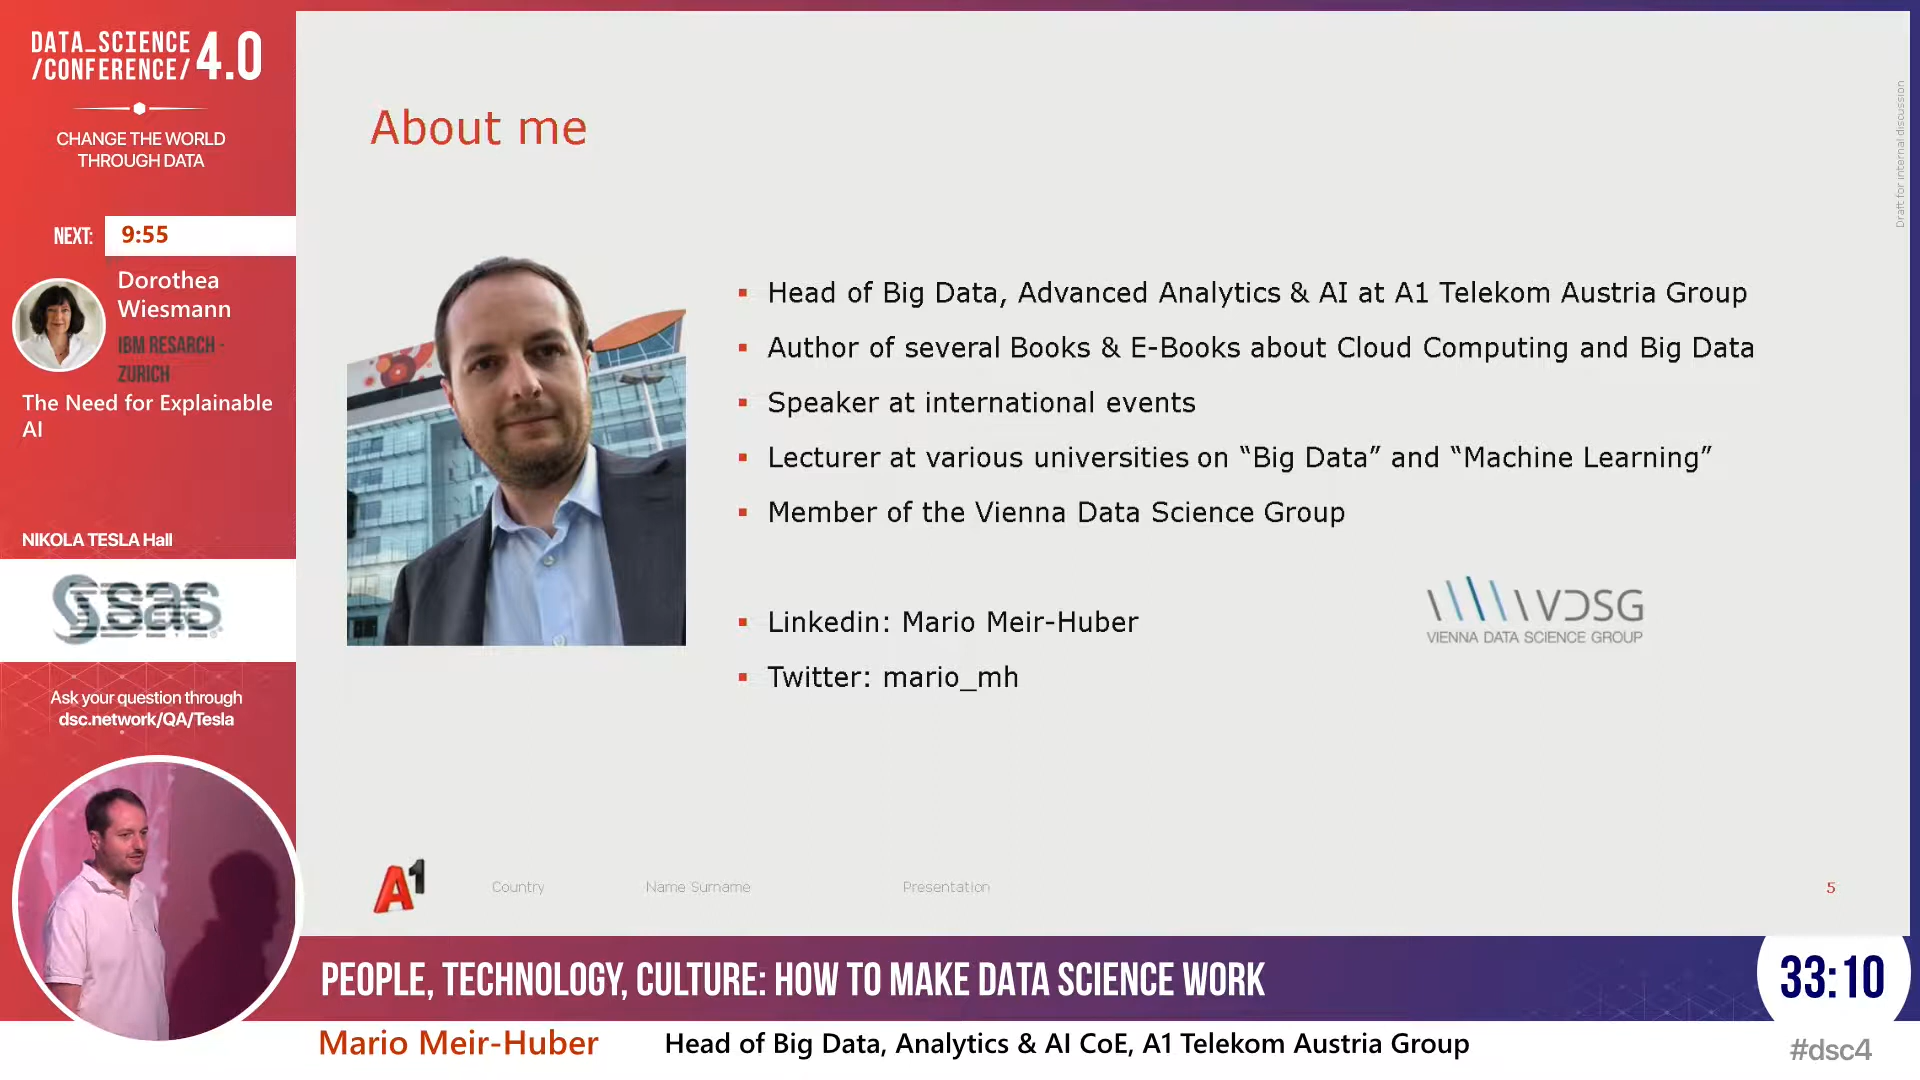 DATA_SCIENCE
/CONFERENCE/ 4.0
CHANGE THE WORLD
THROUGH DATA
NEXT: 9:55
Dorothea
Wiesmann
IBM RESARCH -
ZURICH
The Need for Explainable
AI
NIKOLA TESLA Hall
sas
Ask your question through
dsc.network/QA/Tesla
About me
Draft for internal discussion
Head of Big Data, Advanced Analytics & AI at A1 Telekom Austria Group
Author of several Books & E-Books about Cloud Computing and Big Data
Speaker at international events
Lecturer at various universities on “Big Data” and “Machine Learning”
Member of the Vienna Data Science Group
Linkedin: Mario Meir-Huber
Twitter: mario_mh
VDSG
VIENNA DATA SCIENCE GROUP
A1 Country Name Surname Presentation 5
PEOPLE, TECHNOLOGY, CULTURE: HOW TO MAKE DATA SCIENCE WORK
33:10
Mario Meir-Huber Head of Big Data, Analytics & AI CoE, A1 Telekom Austria Group
#dsc4